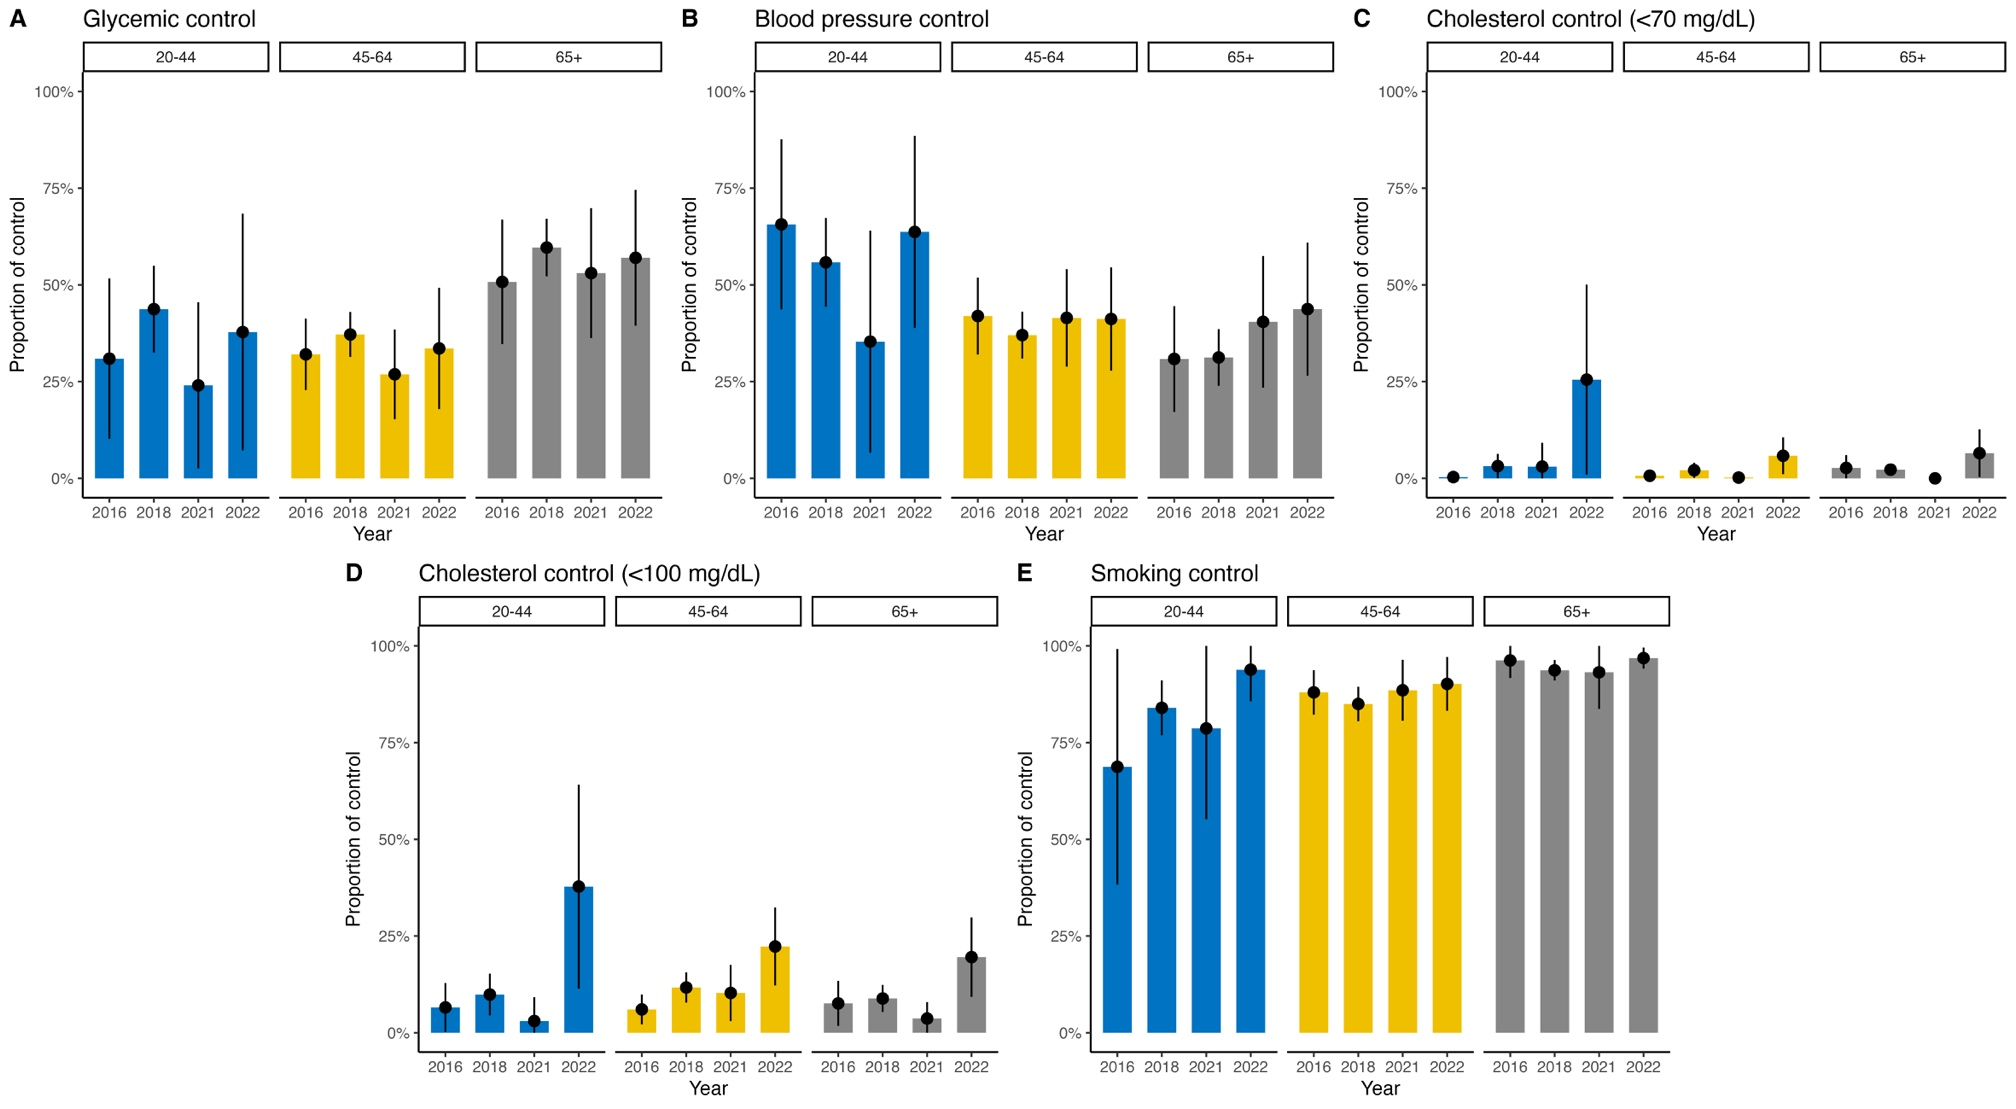 A Glycemic control
20-44 45-64 65+
100%
75%
50%
25%
0%
Proportion of control
2016 2018 2021 2022 2016 2018 2021 2022 2016 2018 2021 2022
Year
B Blood pressure control
20-44 45-64 65+
100%
75%
50%
25%
0%
Proportion of control
2016 2018 2021 2022 2016 2018 2021 2022 2016 2018 2021 2022
Year
C Cholesterol control (<70 mg/dL)
20-44 45-64 65+
100%
75%
50%
25%
0%
Proportion of control
2016 2018 2021 2022 2016 2018 2021 2022 2016 2018 2021 2022
Year
D Cholesterol control (<100 mg/dL)
20-44 45-64 65+
100%
75%
50%
25%
0%
Proportion of control
2016 2018 2021 2022 2016 2018 2021 2022 2016 2018 2021 2022
Year
E Smoking control
20-44 45-64 65+
100%
75%
50%
25%
0%
Proportion of control
2016 2018 2021 2022 2016 2018 2021 2022 2016 2018 2021 2022
Year